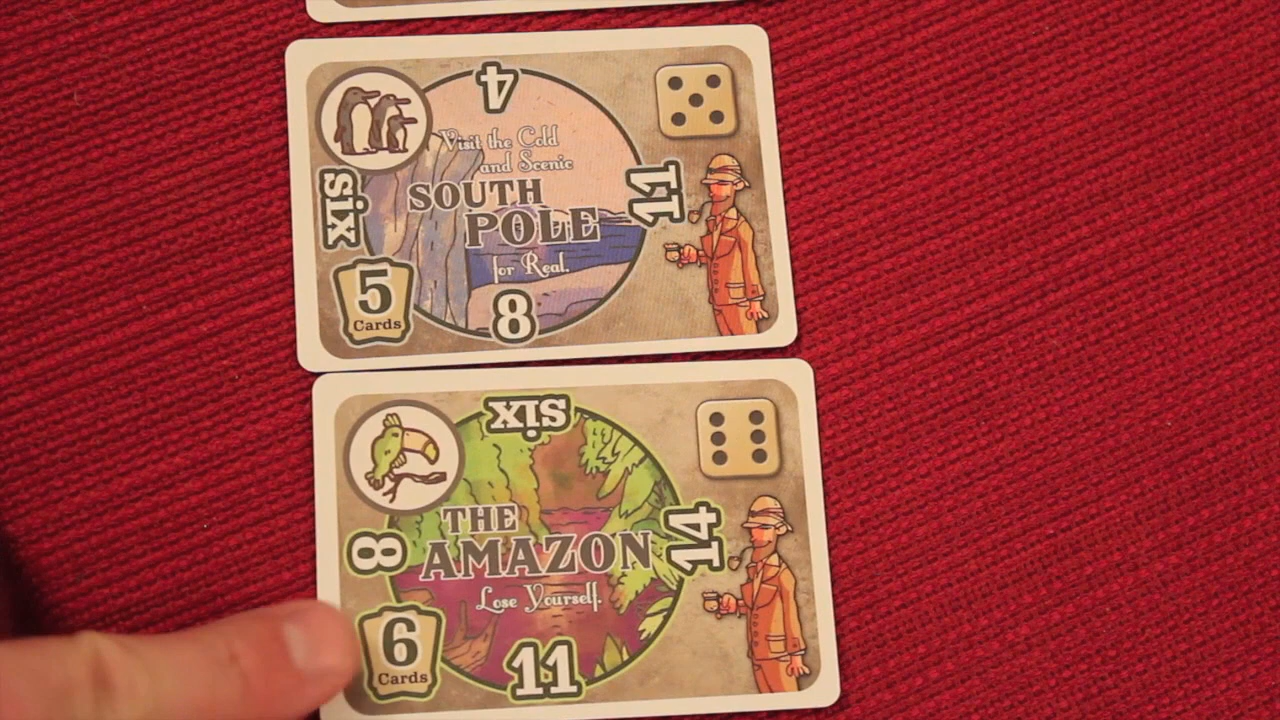 4
Visit the Cold
and Scenic
SOUTH
POLE
for Real.
six
11
5
Cards
8
six
THE
AMAZON
Lose Yourself.
8
14
6
Cards
11